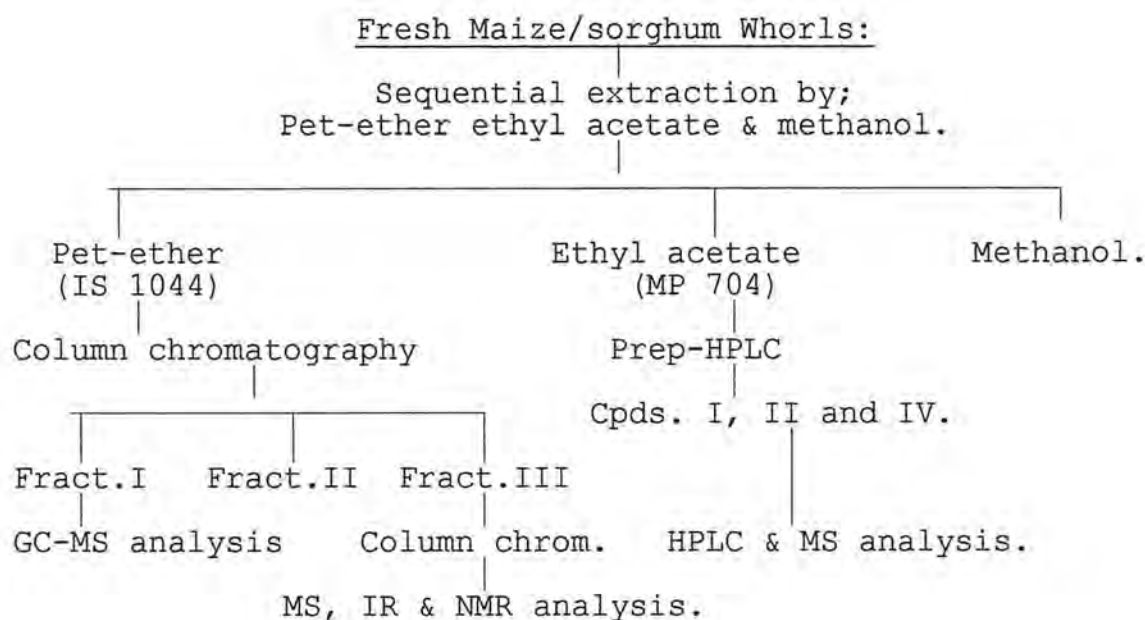 Fresh Maize/sorghum Whorls:
Sequential extraction by;
Pet-ether ethyl acetate & methanol.
Pet-ether Ethyl acetate Methanol.
(IS 1044) (MP 704)
Column chromatography Prep-HPLC
Cpds. I, II and IV.
Fract.I Fract.II Fract.III
GC-MS analysis Column chrom. HPLC & MS analysis.
MS, IR & NMR analysis.